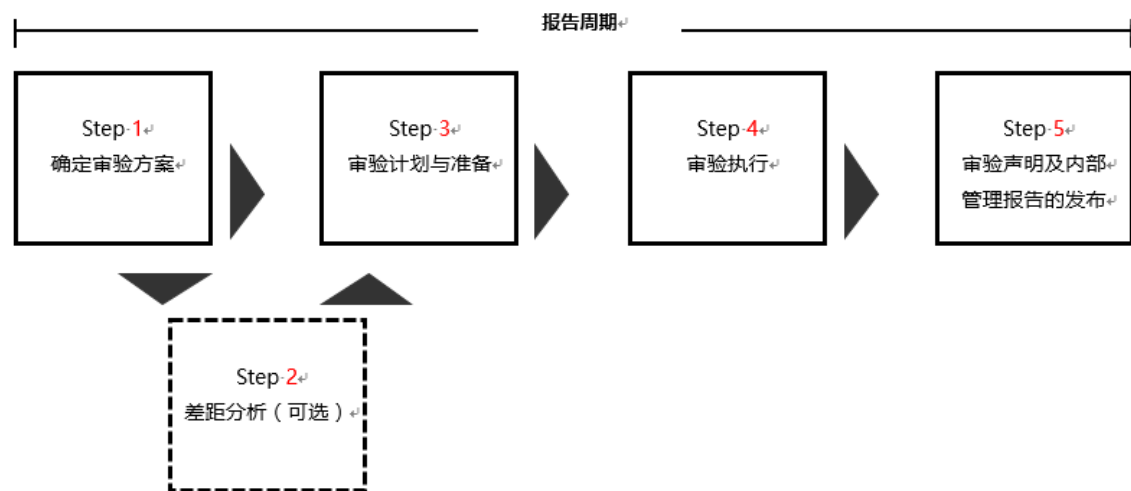 报告周期
Step 1
确定审验方案
Step 3
审验计划与准备
Step 4
审验执行
Step 5
审验声明及内部
管理报告的发布
Step 2
差距分析（可选）